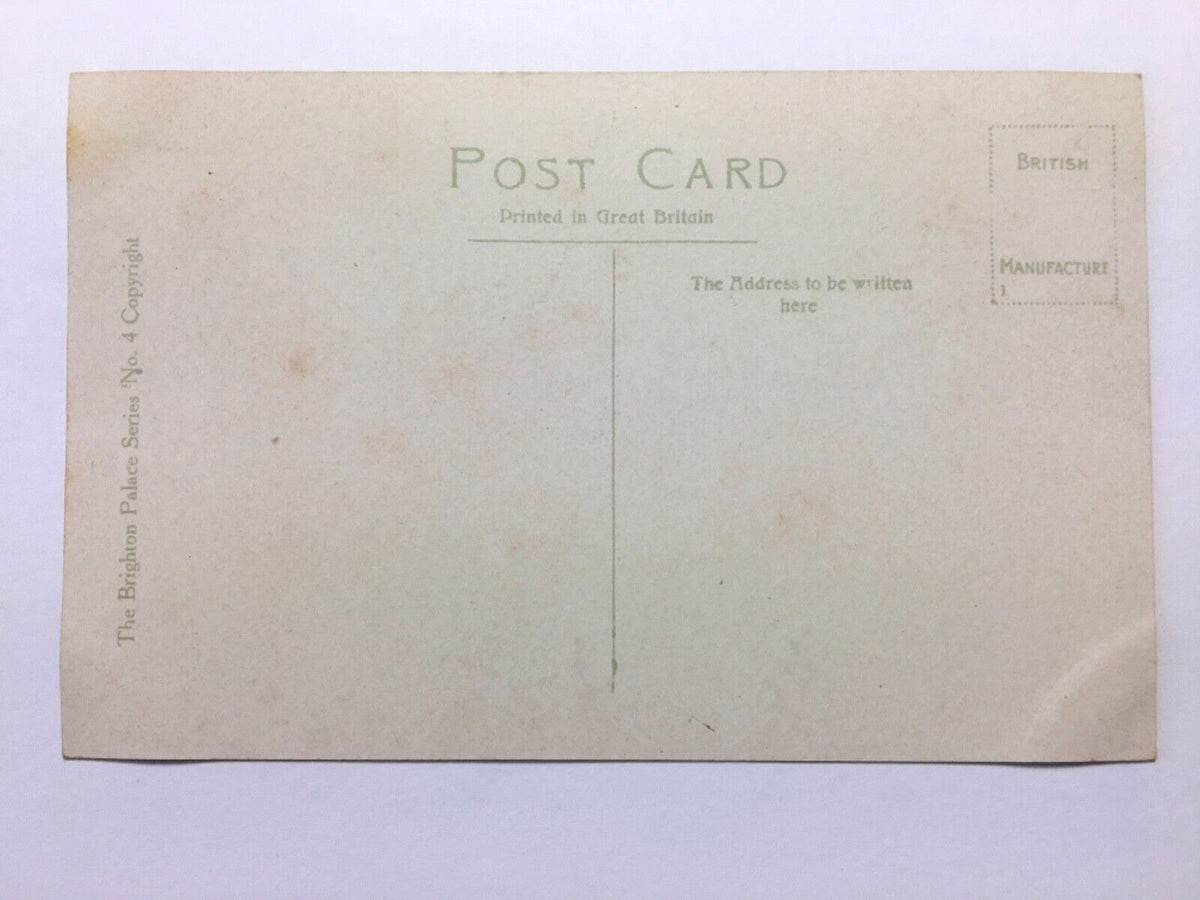 POST CARD
Printed in Great Britain
BRITISH
MANUFACTURE
1
The Address to be written
here
The Brighton Palace Series No. 4 Copyright